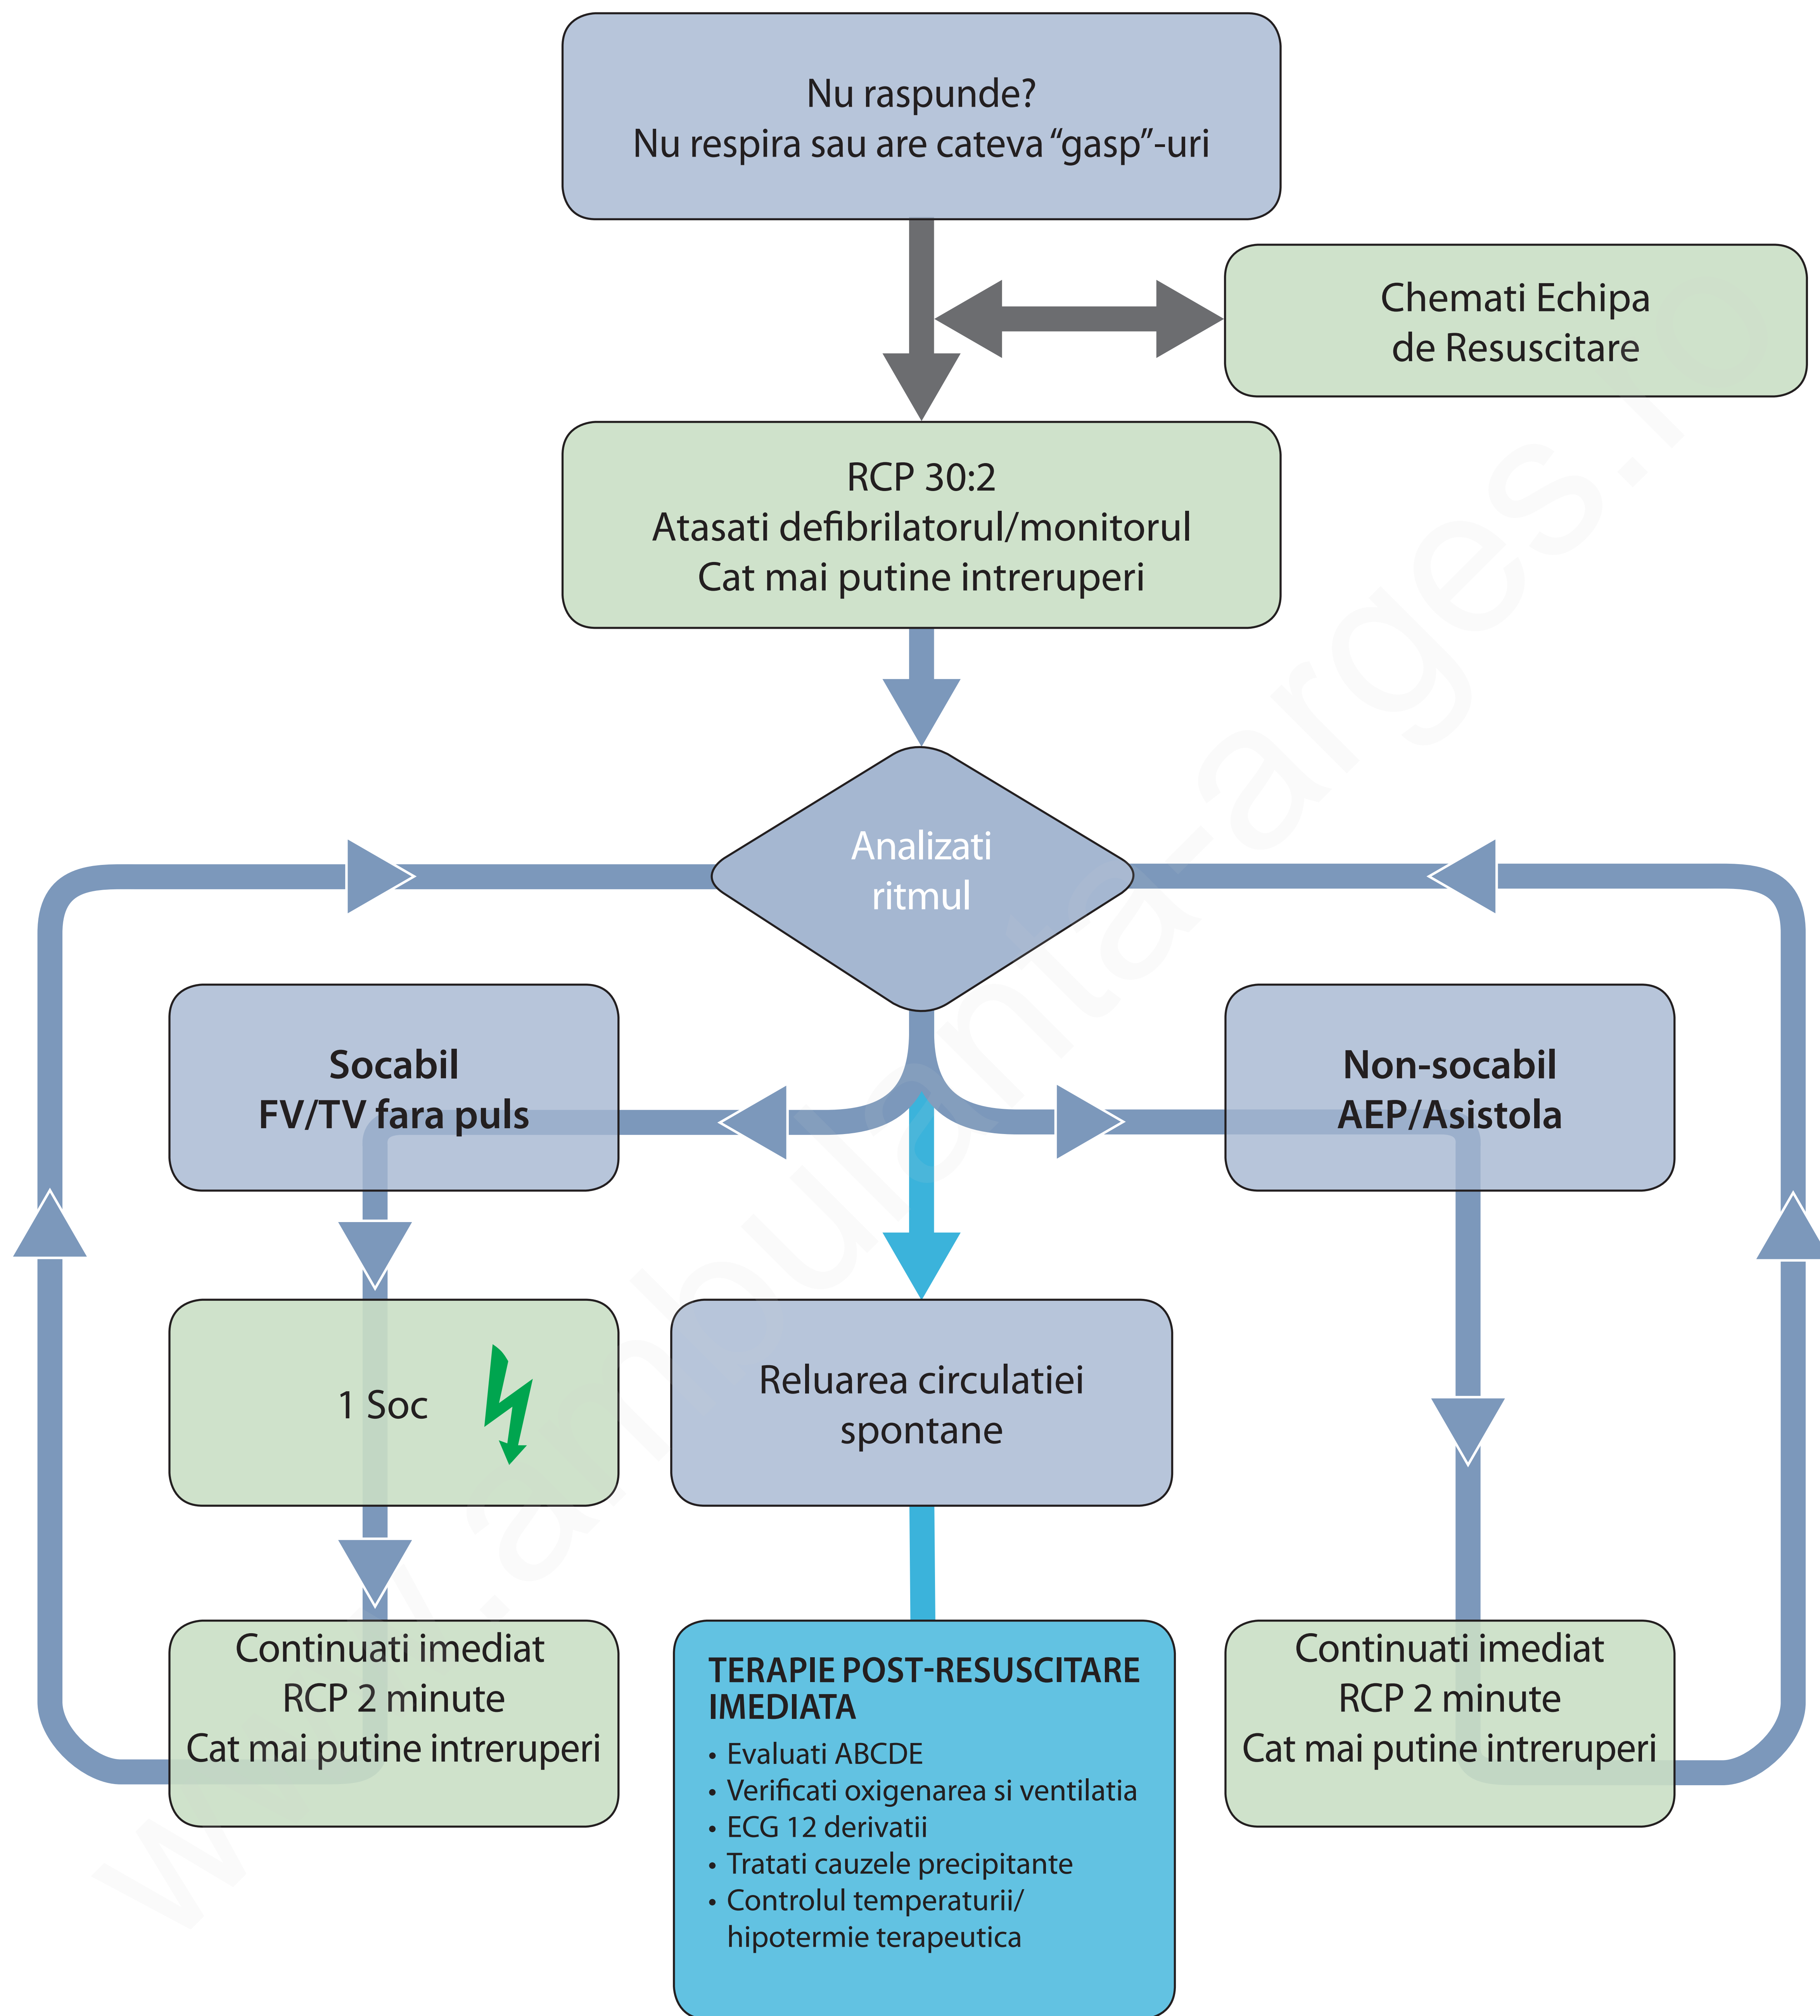 Nu raspunde?
Nu respira sau are cateva “gasp”-uri
Chemati Echipa
de Resuscitare
RCP 30:2
Atasati defibrilatorul/monitorul
Cat mai putine intreruperi
Analizati
ritmul
Socabil
FV/TV fara puls
Non-socabil
AEP/Asistola
1 Soc
Reluarea circulatiei
spontane
Continuati imediat
RCP 2 minute
Cat mai putine intreruperi
TERAPIE POST-RESUSCITARE
IMEDIATA
• Evaluati ABCDE
• Verificati oxigenarea si ventilatia
• ECG 12 derivatii
• Tratati cauzele precipitante
• Controlul temperaturii/
hipotermie terapeutica
Continuati imediat
RCP 2 minute
Cat mai putine intreruperi
www.ambulanta-arges.ro